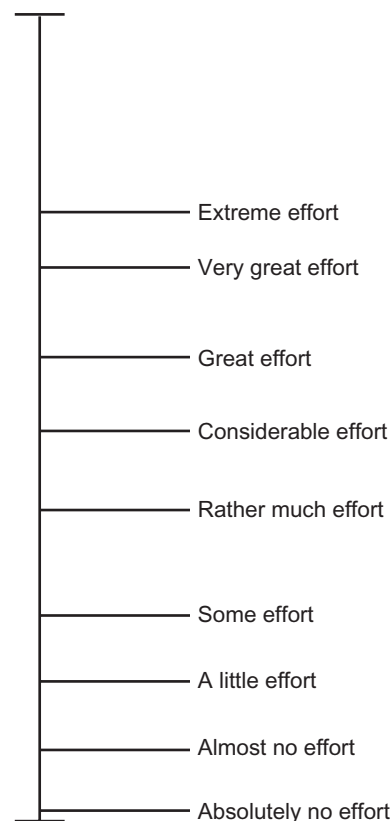 Extreme effort
Very great effort
Great effort
Considerable effort
Rather much effort
Some effort
A little effort
Almost no effort
Absolutely no effort